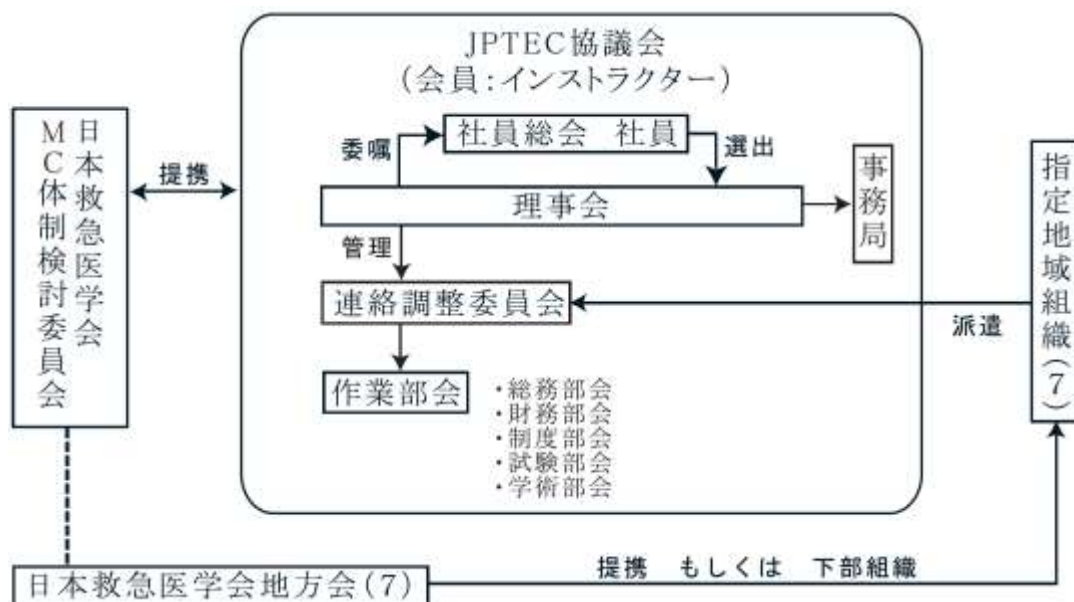 JPTEC協議会
(会員:インストラクター)
日本救急医学会
MC体制検討委員会
提携
委嘱
社員総会 社員
選出
理事会
事務局
管理
連絡調整委員会
派遣
指定地域組織(7)
作業部会
・総務部会
・財務部会
・制度部会
・試験部会
・学術部会
日本救急医学会地方会(7)
提携 もしくは 下部組織